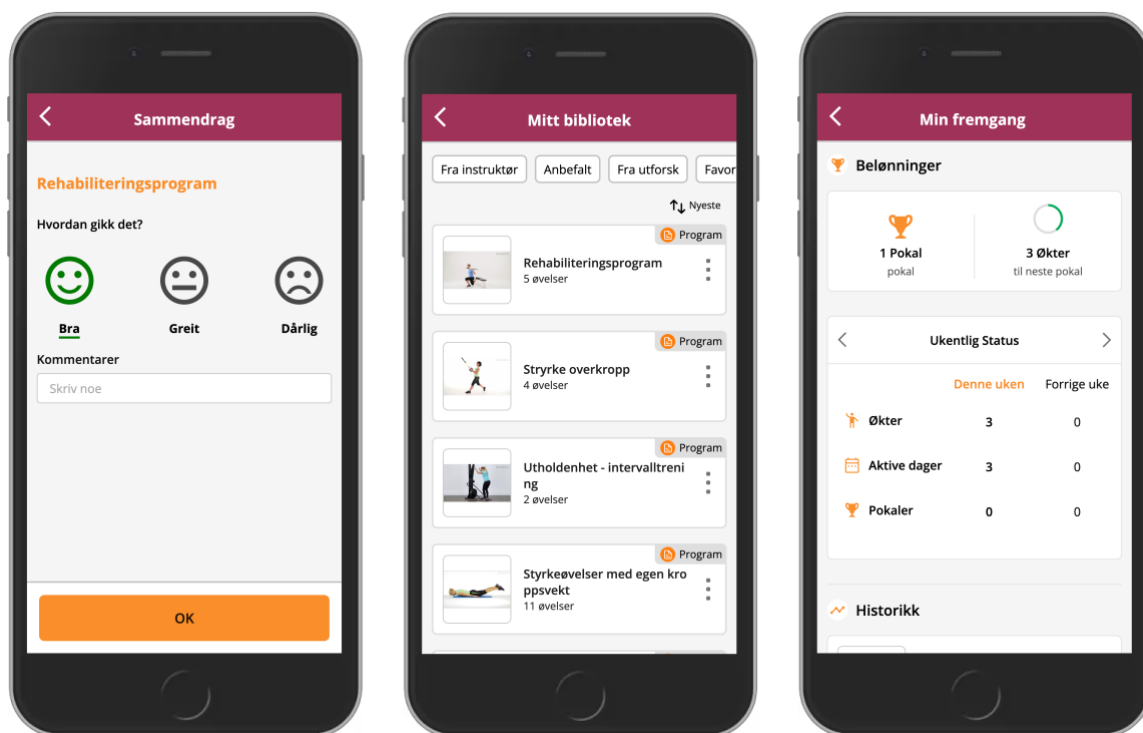 Sammendrag
Rehabiliteringsprogram
Hvordan gikk det?
Bra
Greit
Dårlig
Kommentarer
Skriv noe
OK
Mitt bibliotek
Fra instruktør
Anbefalt
Fra utforsk
Favor
Nyeste
Program
Rehabiliteringsprogram
5 øvelser
Program
Stryrke overkropp
4 øvelser
Program
Utholdenhet - intervalltreni
ng
2 øvelser
Program
Styrkeøvelser med egen kro
ppsvekt
11 øvelser
Min fremgang
Belønninger
1 Pokal
pokal
3 Økter
til neste pokal
Ukentlig Status
Denne uken Forrige uke
Økter 3 0
Aktive dager 3 0
Pokaler 0 0
Historikk